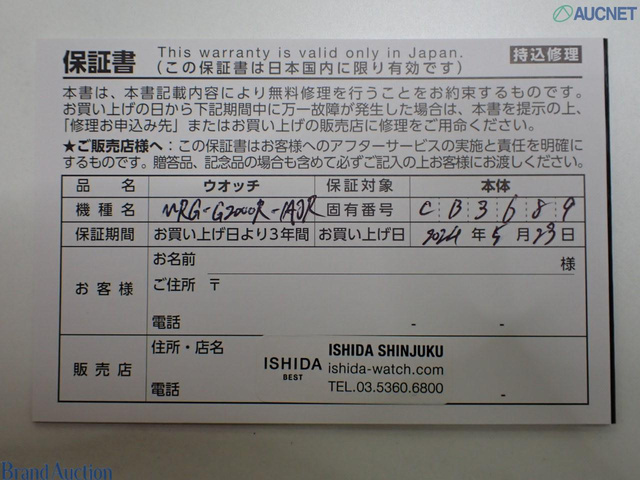 AUCNET
保証書 This warranty is valid only in Japan. 持込修理
（この保証書は日本国内に限り有効です）
本書は、本書記載内容により無料修理を行うことをお約束するものです。
お買い上げの日から下記期間中に万一故障が発生した場合は、本書を提示の上、
「修理お申込み先」またはお買い上げの販売店に修理をご用命ください。
★ご販売店様へ：この保証書はお客様へのアフターサービスの実施と責任を明確に
するものです。贈答品、記念品の場合も含めて必ずご記入の上お客様にお渡しください。
品名 ウオッチ 保証対象 本体
機種名 MRG-G2000R-1AJR 固有番号 C B 3 6 8 9
保証期間 お買い上げ日より3年間 お買い上げ日 2024 年 5 月 23 日
お客様 お名前 様
ご住所 〒
電話 - -
販売店 住所・店名 ISHIDA BEST ISHIDA SHINJUKU
ishida-watch.com
電話 TEL.03.5360.6800 -
Brand Auction